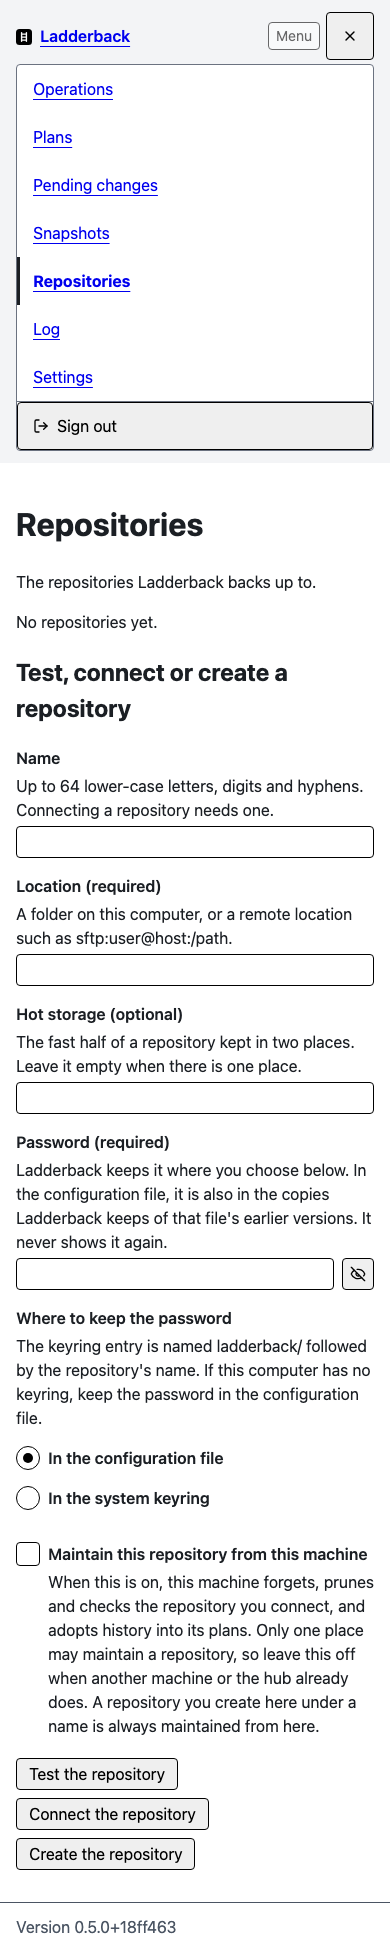 Ladderback
Menu
Operations
Plans
Pending changes
Snapshots
Repositories
Log
Settings
Sign out
Repositories
The repositories Ladderback backs up to.
No repositories yet.
Test, connect or create a
repository
Name
Up to 64 lower-case letters, digits and hyphens.
Connecting a repository needs one.
Location (required)
A folder on this computer, or a remote location
such as sftp:user@host:/path.
Hot storage (optional)
The fast half of a repository kept in two places.
Leave it empty when there is one place.
Password (required)
Ladderback keeps it where you choose below. In
the configuration file, it is also in the copies
Ladderback keeps of that file's earlier versions. It
never shows it again.
Where to keep the password
The keyring entry is named ladderback/ followed
by the repository's name. If this computer has no
keyring, keep the password in the configuration
file.
In the configuration file
In the system keyring
Maintain this repository from this machine
When this is on, this machine forgets, prunes
and checks the repository you connect, and
adopts history into its plans. Only one place
may maintain a repository, so leave this off
when another machine or the hub already
does. A repository you create here under a
name is always maintained from here.
Test the repository
Connect the repository
Create the repository
Version 0.5.0+18ff463